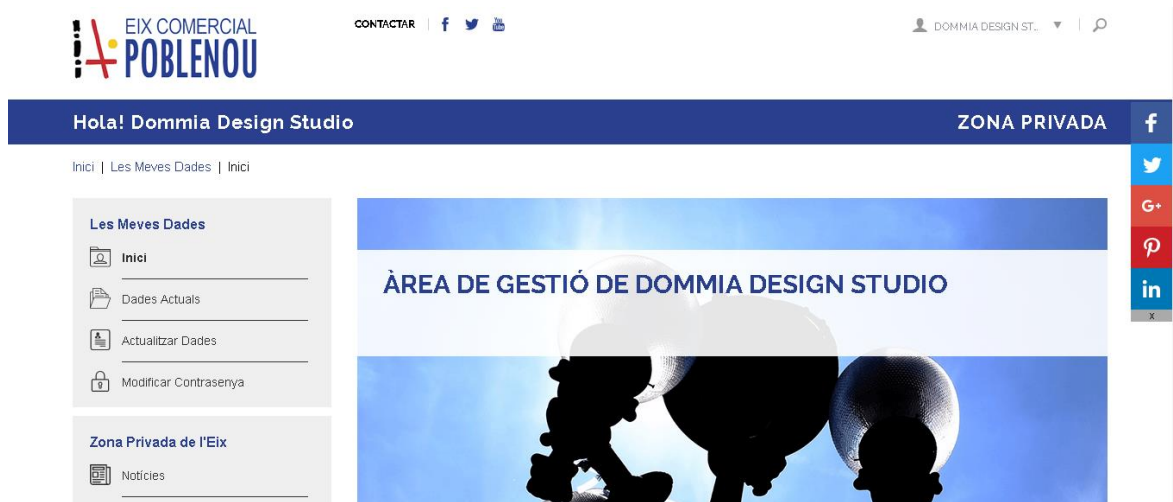 EIX COMERCIAL
POBLENOU
CONTACTAR
DOMMIA DESIGN ST...
Hola! Dommia Design Studio
ZONA PRIVADA
Inici | Les Meves Dades | Inici
Les Meves Dades
Inici
Dades Actuals
Actualitzar Dades
Modificar Contrasenya
Zona Privada de l'Eix
Notícies
ÀREA DE GESTIÓ DE DOMMIA DESIGN STUDIO
G+
in
x